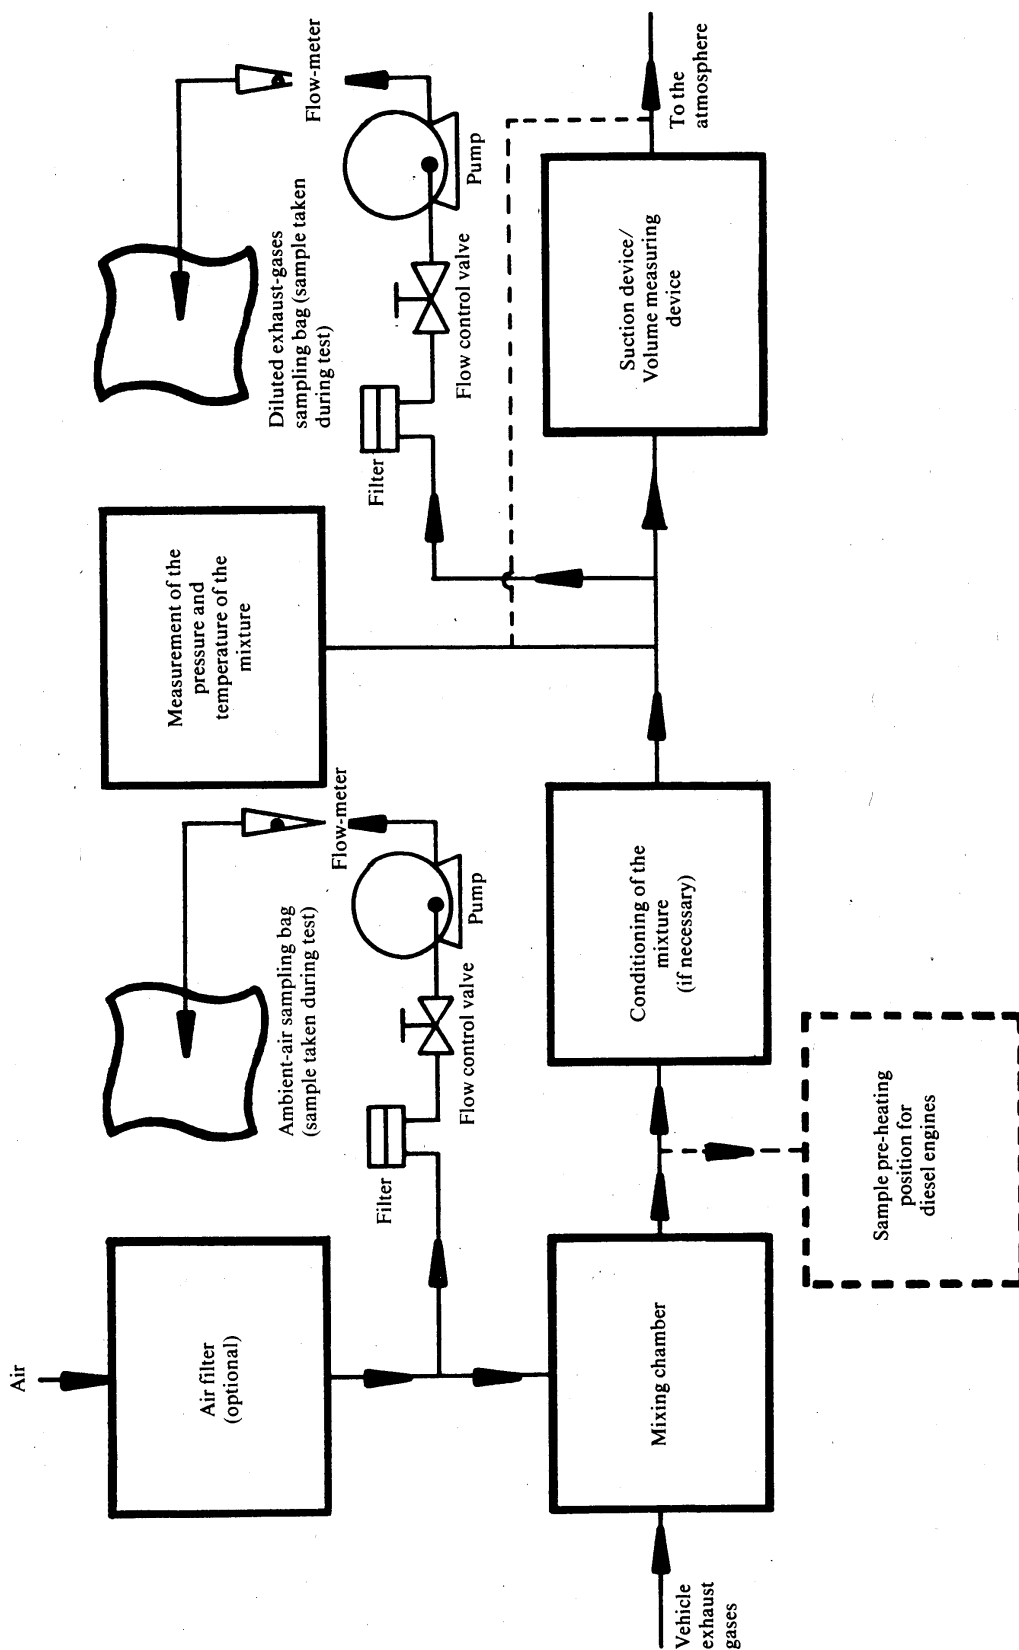 Air
Air filter
(optional)
Vehicle
exhaust
gases
Mixing chamber
Filter
Flow control valve
Pump
Flow-meter
Ambient-air sampling bag
(sample taken during test)
Sample pre-heating
position for
diesel engines
Conditioning of the
mixture
(if necessary)
Measurement of the
pressure and
temperature of the
mixture
Filter
Flow control valve
Pump
Flow-meter
Diluted exhaust-gases
sampling bag (sample taken
during test)
Suction device/
Volume measuring
device
To the
atmosphere